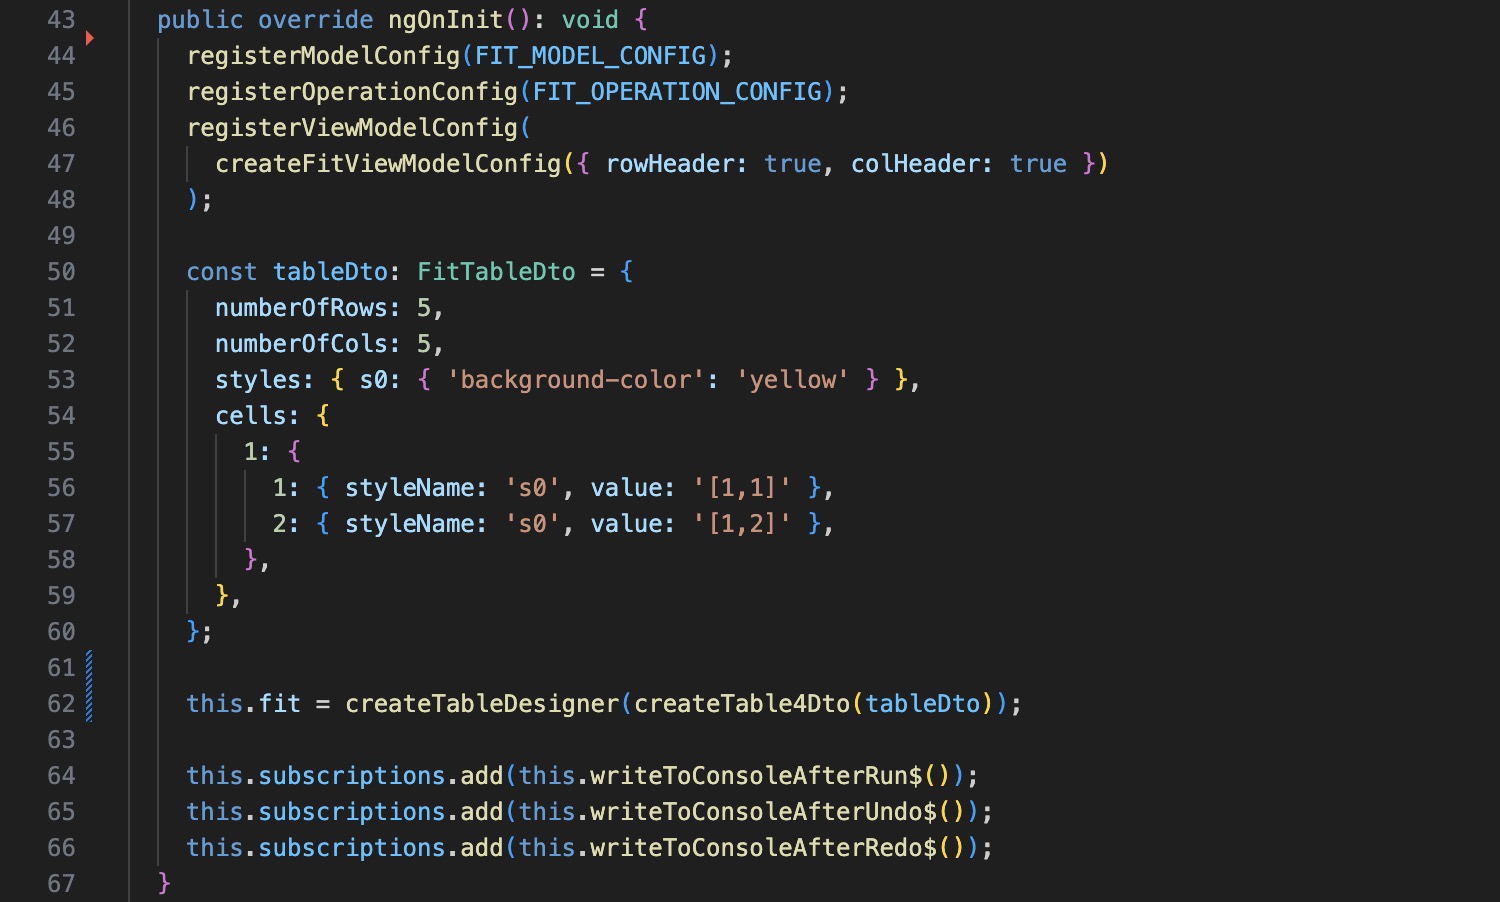 43 public override ngOnInit(): void {
44 registerModelConfig(FIT_MODEL_CONFIG);
45 registerOperationConfig(FIT_OPERATION_CONFIG);
46 registerViewModelConfig(
47 createFitViewModelConfig({ rowHeader: true, colHeader: true })
48 );
49
50 const tableDto: FitTableDto = {
51 numberOfRows: 5,
52 numberOfCols: 5,
53 styles: { s0: { 'background-color': 'yellow' } },
54 cells: {
55 1: {
56 1: { styleName: 's0', value: '[1,1]' },
57 2: { styleName: 's0', value: '[1,2]' },
58 },
59 },
60 };
61
62 this.fit = createTableDesigner(createTable4Dto(tableDto));
63
64 this.subscriptions.add(this.writeToConsoleAfterRun$());
65 this.subscriptions.add(this.writeToConsoleAfterUndo$());
66 this.subscriptions.add(this.writeToConsoleAfterRedo$());
67 }